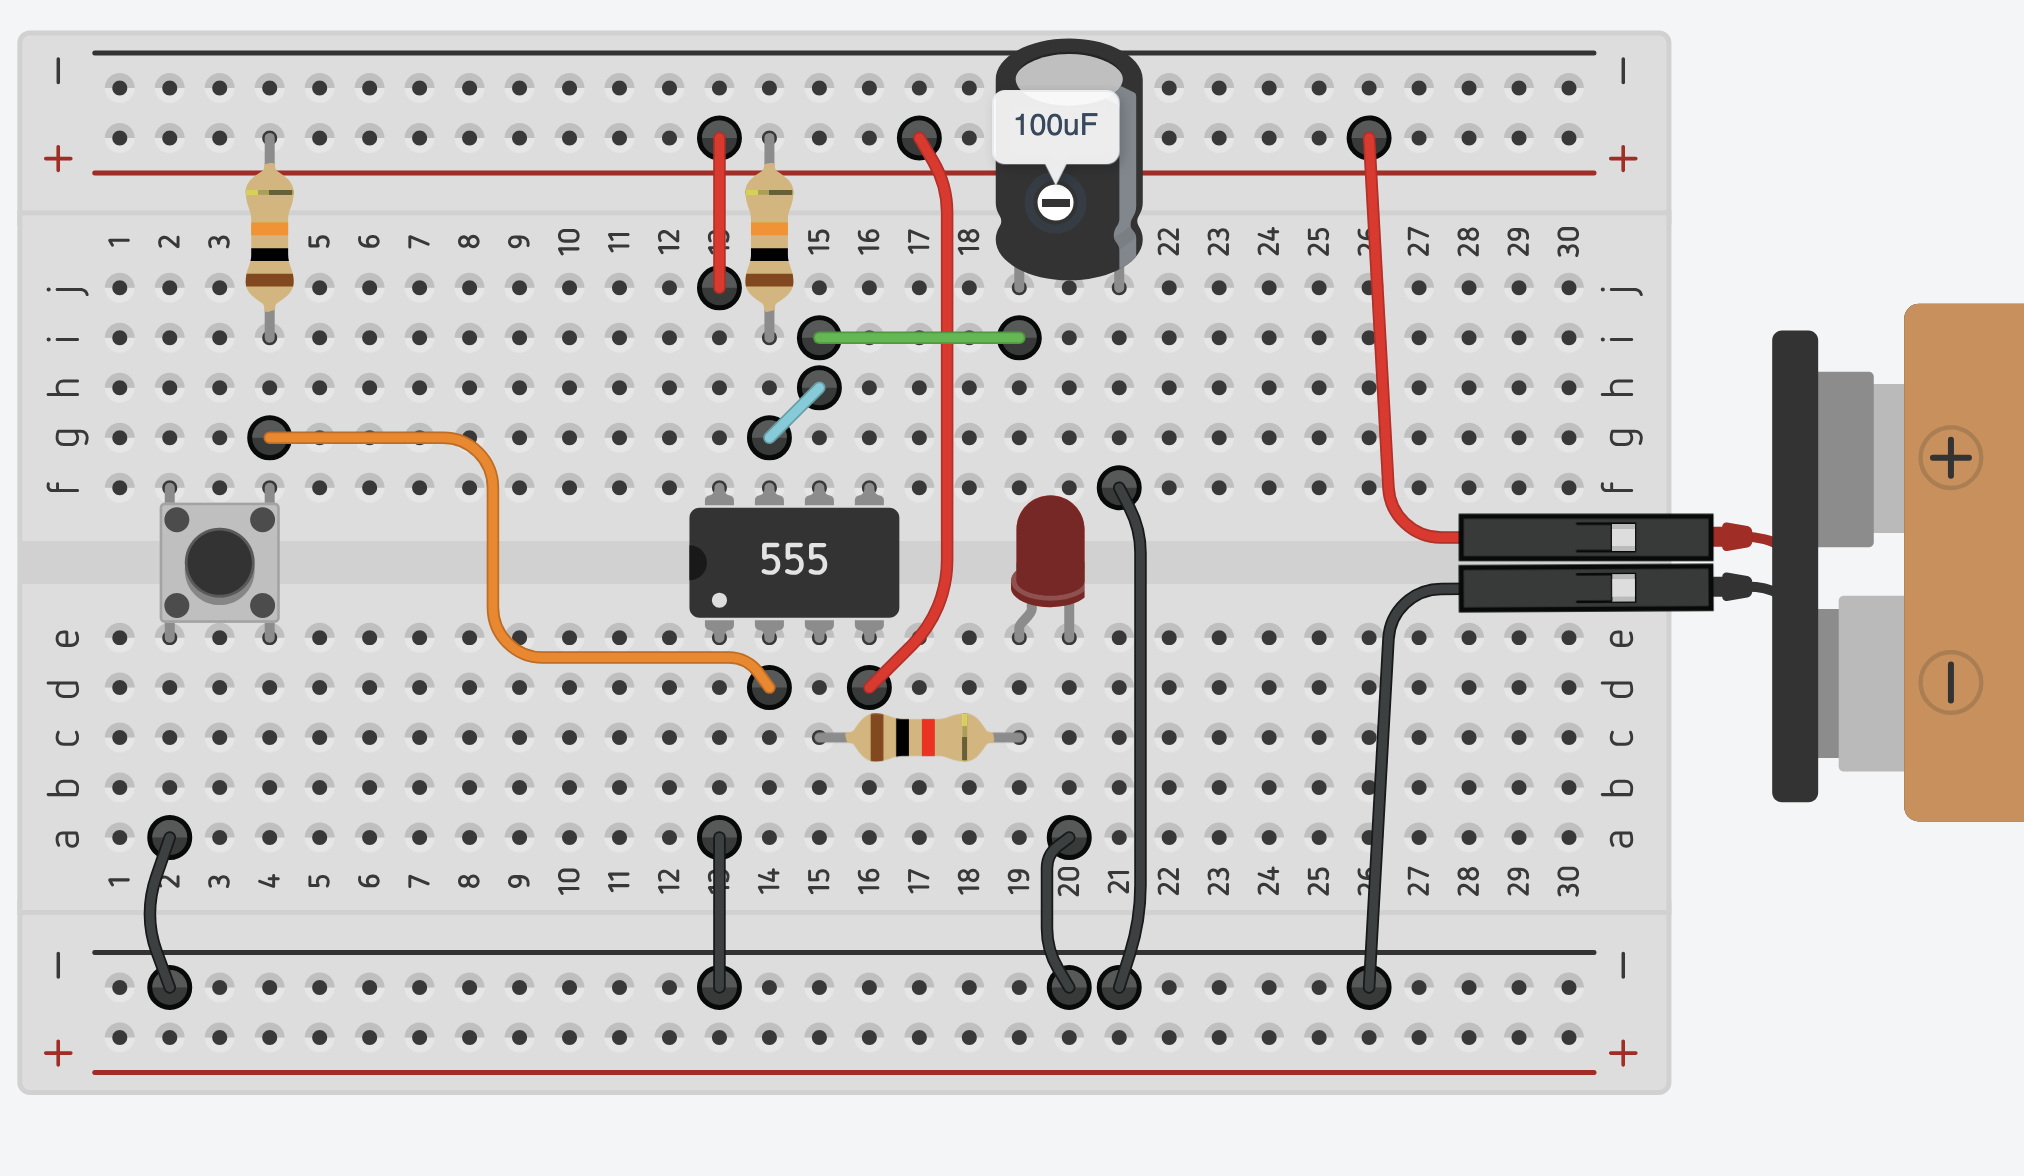 − −
+ +
100uF
1 2 3 5 6 7 8 9 10 11 12 15 16 17 18 22 23 24 25 26 27 28 29 30
j j
i i
h h
g g
f f
555
+
e e
−
d d
c c
b b
a a
1 2 3 4 5 6 7 8 9 10 11 12 13 14 15 16 17 18 19 20 21 22 23 24 25 26 27 28 29 30
− −
+ +